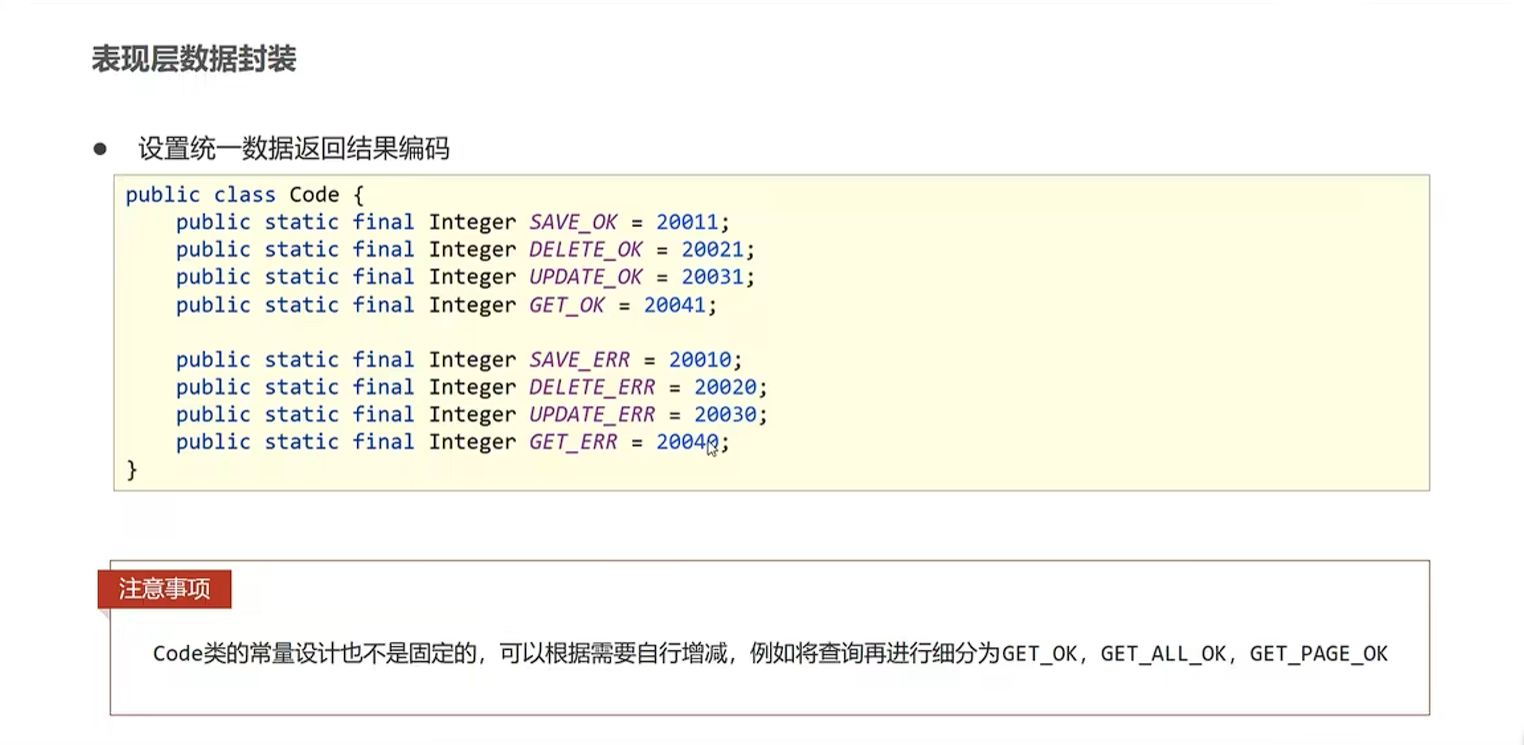 表现层数据封装
● 设置统一数据返回结果编码
public class Code {
    public static final Integer SAVE_OK = 20011;
    public static final Integer DELETE_OK = 20021;
    public static final Integer UPDATE_OK = 20031;
    public static final Integer GET_OK = 20041;

    public static final Integer SAVE_ERR = 20010;
    public static final Integer DELETE_ERR = 20020;
    public static final Integer UPDATE_ERR = 20030;
    public static final Integer GET_ERR = 20040;
}
注意事项
Code类的常量设计也不是固定的，可以根据需要自行增减，例如将查询再进行细分为GET_OK，GET_ALL_OK，GET_PAGE_OK